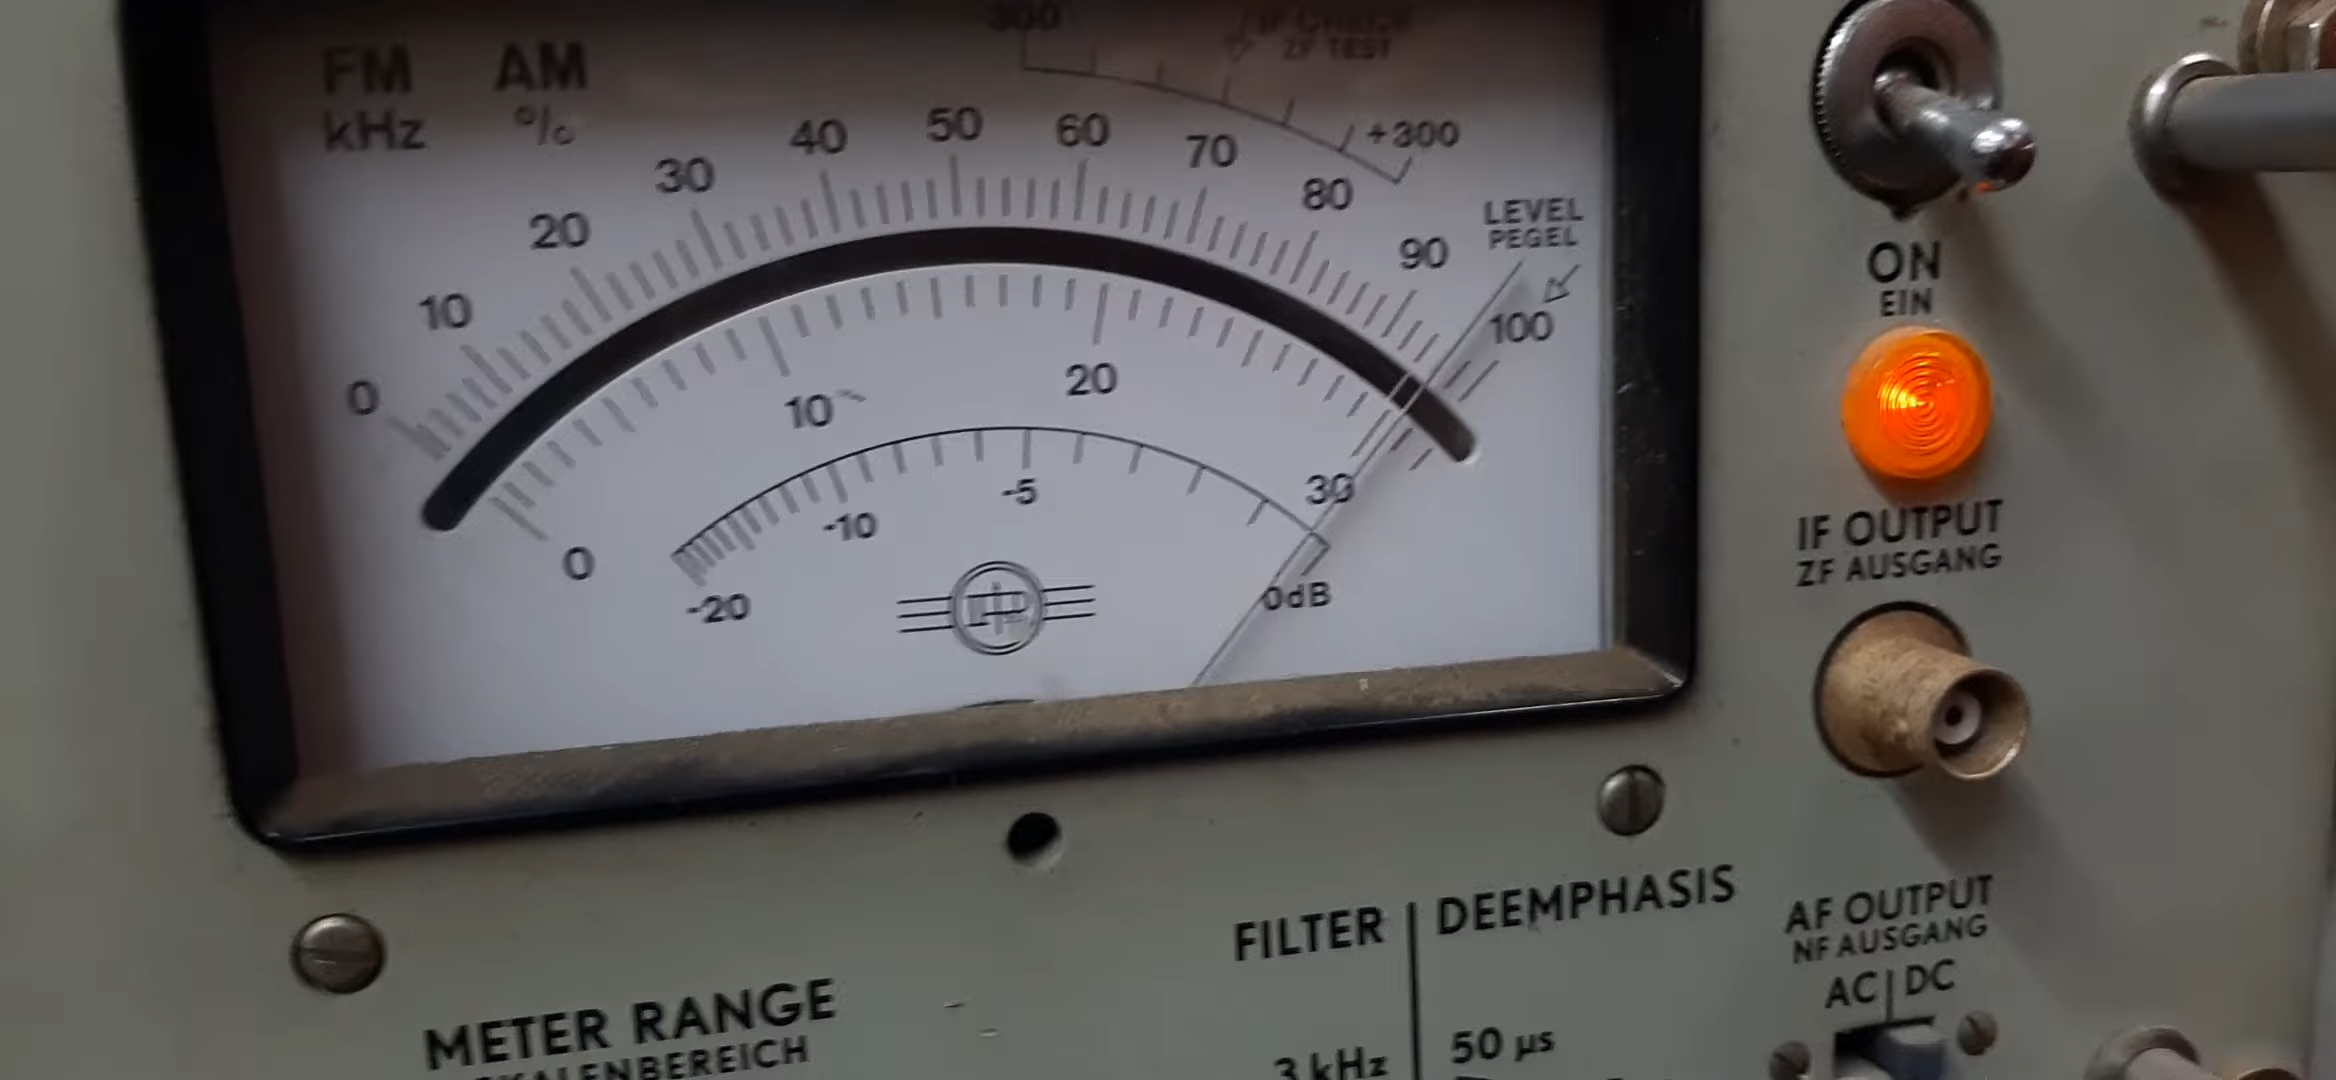 FM AM
kHz %
300
IF CHECK
ZF TEST
+300
0 10 20 30 40 50 60 70 80 90 100
LEVEL
PEGEL
0 10 20 30
-20 -10 -5 0dB
ON
EIN
IF OUTPUT
ZF AUSGANG
FILTER | DEEMPHASIS
AF OUTPUT
NF AUSGANG
AC | DC
METER RANGE
3 kHz
50 µs